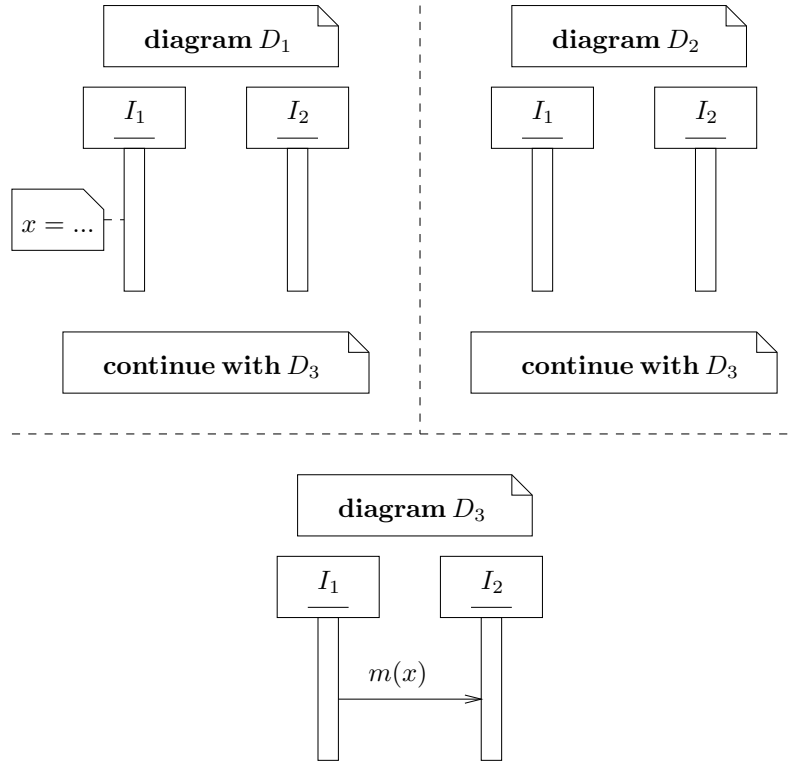 diagram D₁
I₁ I₂
x = ...
continue with D₃
diagram D₂
I₁ I₂
continue with D₃
diagram D₃
I₁ I₂
m(x)